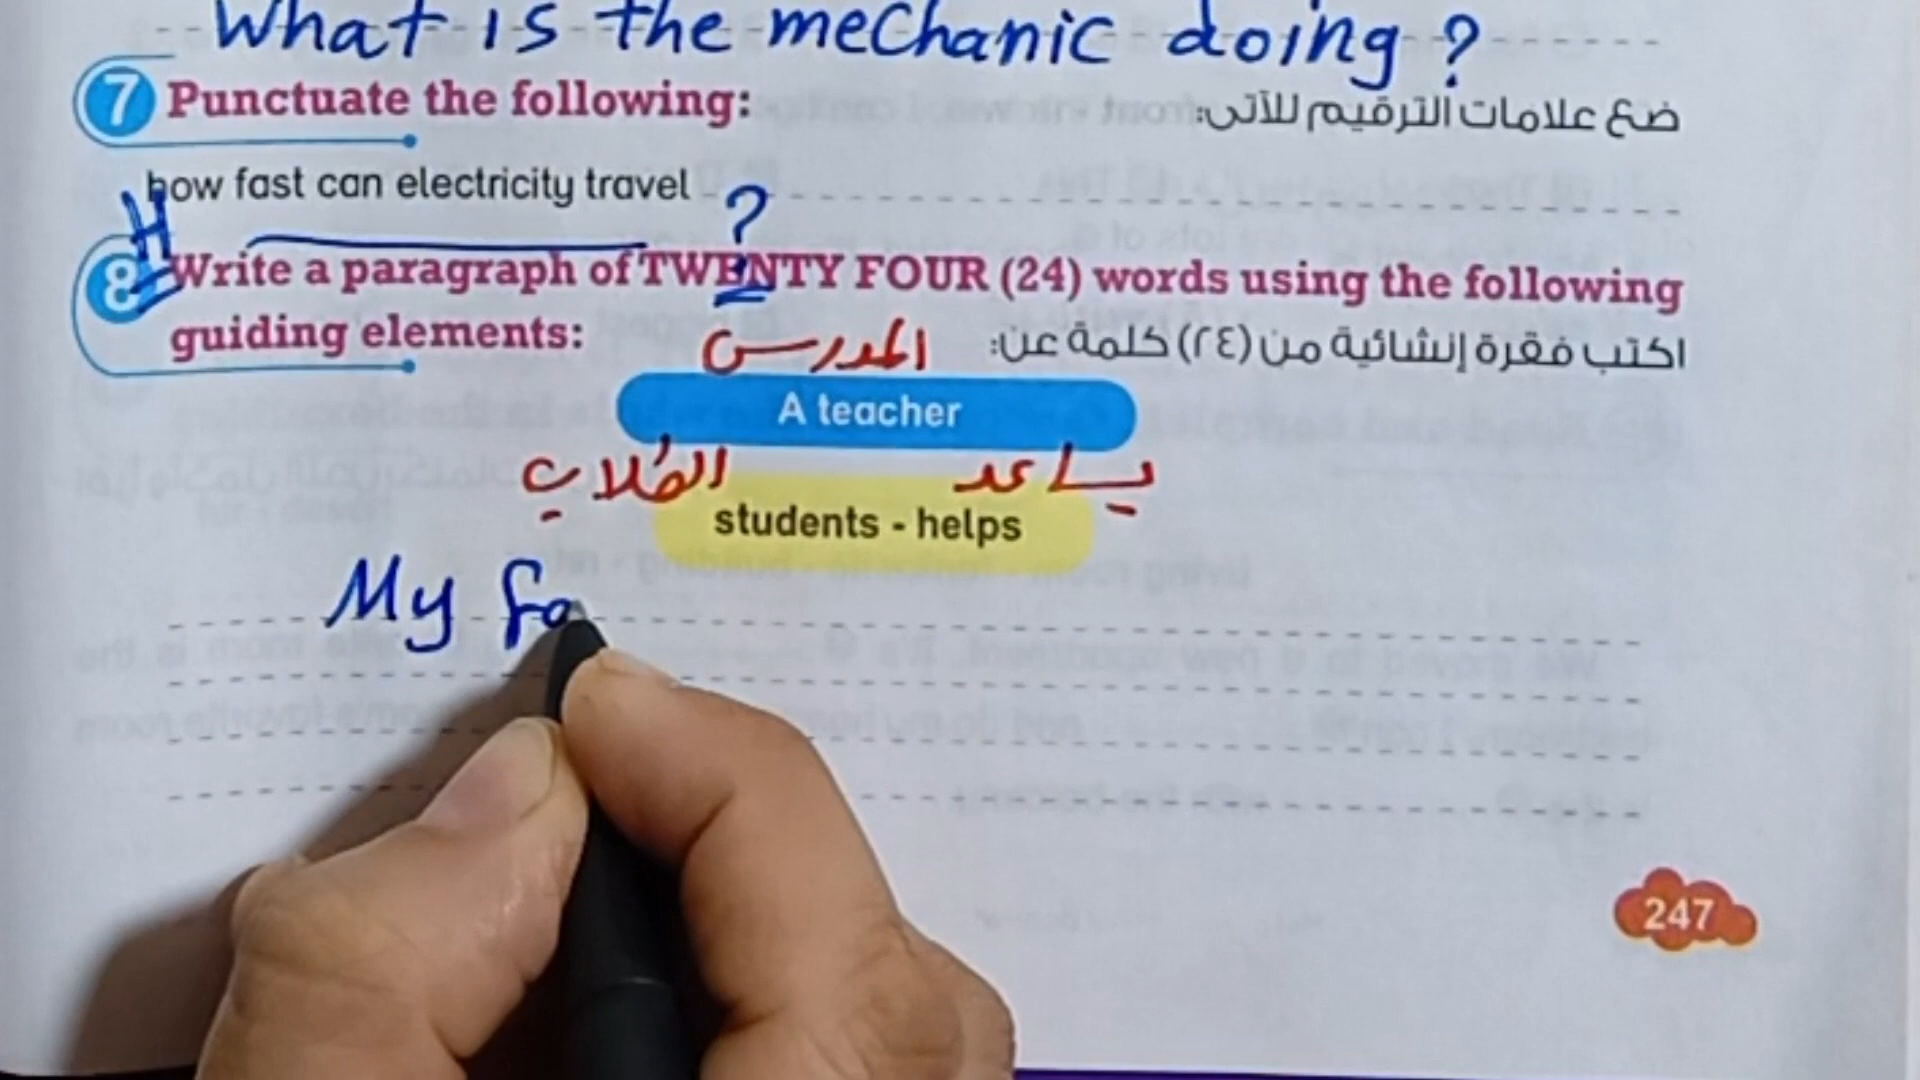 What is the mechanic doing?
7 Punctuate the following:
ضع علامات الترقيم للآتى:
how fast can electricity travel
H ?
8 Write a paragraph of TWENTY FOUR (24) words using the following
guiding elements:
اكتب فقرة إنشائية من (٢٤) كلمة عن:
المدرس
A teacher
يساعد الطلاب
students - helps
My fa
247